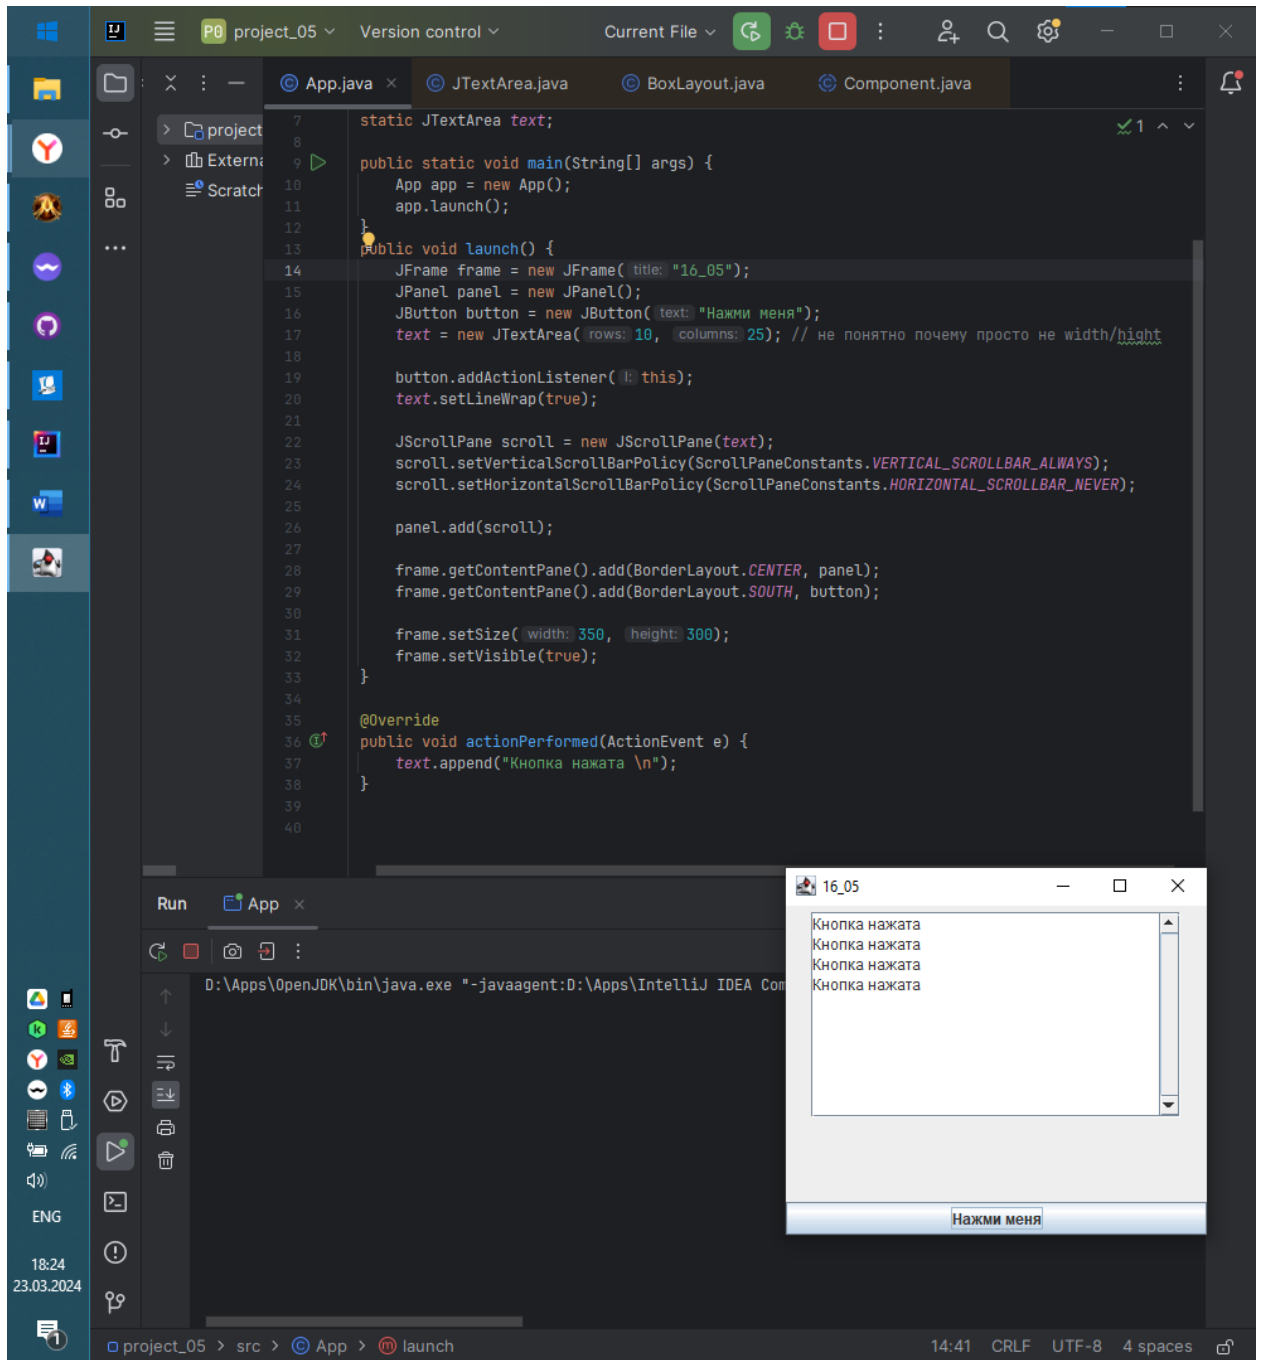 P0 project_05 Version control Current File
App.java JTextArea.java BoxLayout.java Component.java
project
Externa
Scratch
1
7 static JTextArea text;
8
9 public static void main(String[] args) {
10 App app = new App();
11 app.launch();
12 }
13 public void launch() {
14 JFrame frame = new JFrame( title: "16_05");
15 JPanel panel = new JPanel();
16 JButton button = new JButton( text: "Нажми меня");
17 text = new JTextArea( rows: 10, columns: 25); // не понятно почему просто не width/hight
18
19 button.addActionListener( l: this);
20 text.setLineWrap(true);
21
22 JScrollPane scroll = new JScrollPane(text);
23 scroll.setVerticalScrollBarPolicy(ScrollPaneConstants.VERTICAL_SCROLLBAR_ALWAYS);
24 scroll.setHorizontalScrollBarPolicy(ScrollPaneConstants.HORIZONTAL_SCROLLBAR_NEVER);
25
26 panel.add(scroll);
27
28 frame.getContentPane().add(BorderLayout.CENTER, panel);
29 frame.getContentPane().add(BorderLayout.SOUTH, button);
30
31 frame.setSize( width: 350, height: 300);
32 frame.setVisible(true);
33 }
34
35 @Override
36 public void actionPerformed(ActionEvent e) {
37 text.append("Кнопка нажата \n");
38 }
39
40
Run App
D:\Apps\OpenJDK\bin\java.exe "-javaagent:D:\Apps\IntelliJ IDEA Com
16_05
Кнопка нажата
Кнопка нажата
Кнопка нажата
Кнопка нажата
Нажми меня
ENG
18:24
23.03.2024
1
project_05 > src > App > launch 14:41 CRLF UTF-8 4 spaces